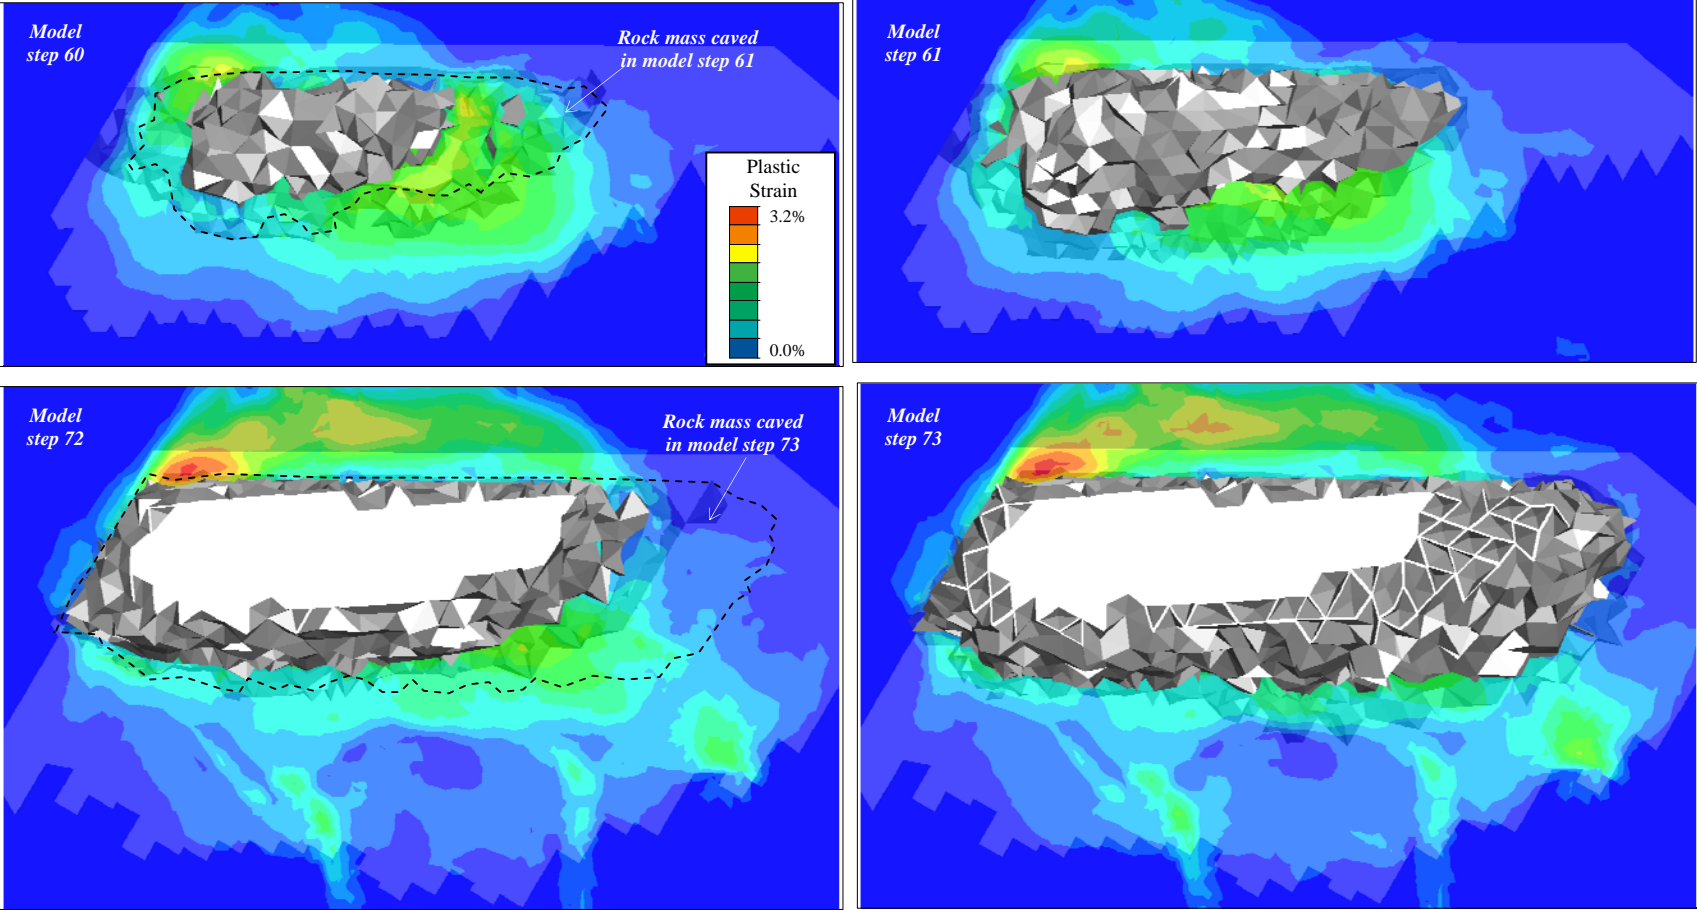 Model
step 60
Rock mass caved
in model step 61
Model
step 61
Plastic
Strain
3.2%
0.0%
Model
step 72
Rock mass caved
in model step 73
Model
step 73